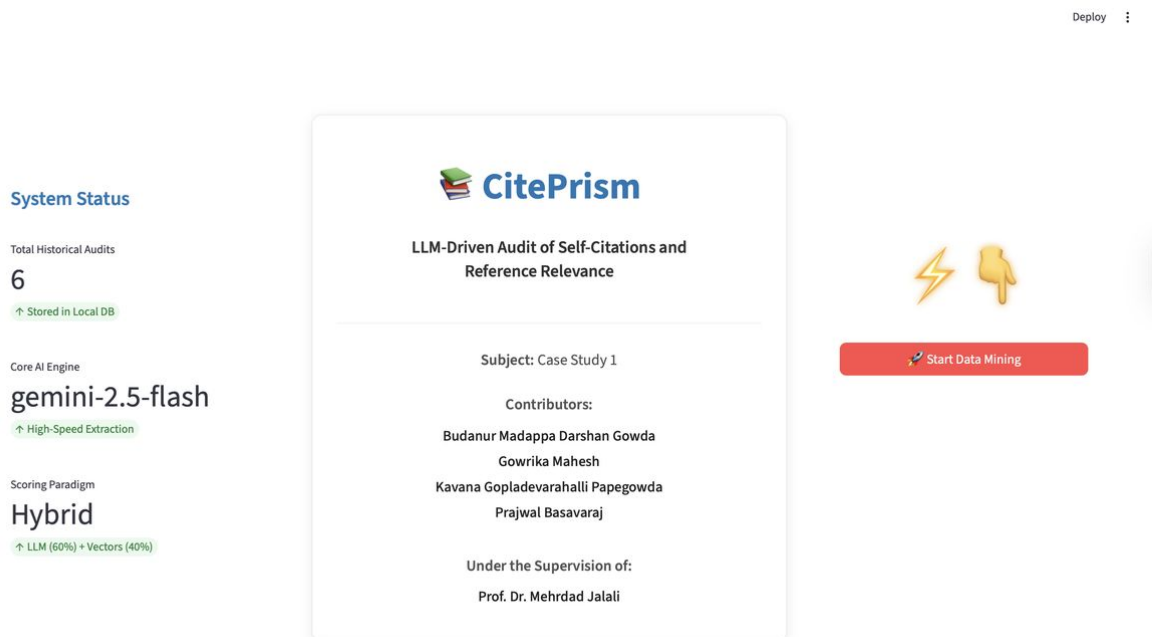 Deploy
System Status
Total Historical Audits
6
↑ Stored in Local DB
Core AI Engine
gemini-2.5-flash
↑ High-Speed Extraction
Scoring Paradigm
Hybrid
↑ LLM (60%) + Vectors (40%)
📚 CitePrism
LLM-Driven Audit of Self-Citations and
Reference Relevance
Subject: Case Study 1
Contributors:
Budanur Madappa Darshan Gowda
Gowrika Mahesh
Kavana Gopladevarahalli Papegowda
Prajwal Basavaraj
Under the Supervision of:
Prof. Dr. Mehrdad Jalali
⚡👇
🚀 Start Data Mining